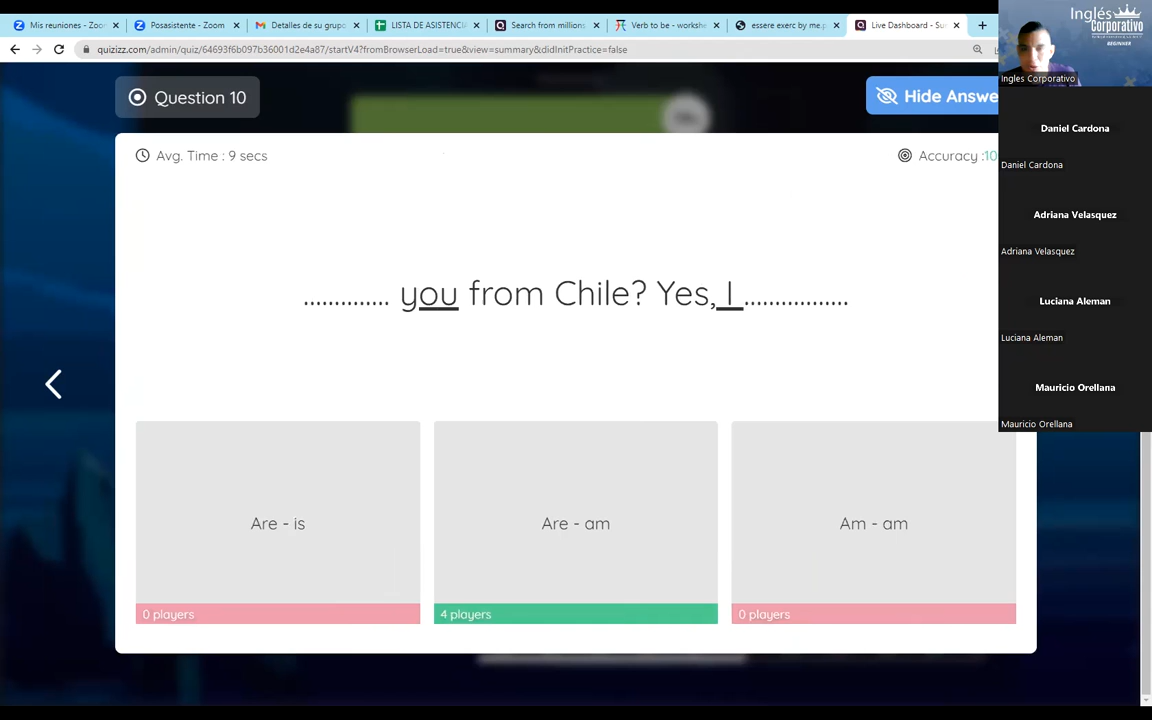 Mis reuniones - Zoo
Posasistente - Zoom
Detalles de su grupo
LISTA DE ASISTENCIA
Search from millions
Verb to be - workshe
essere exerc by me.p
Live Dashboard - Su
quizizz.com/admin/quiz/64693f6b097b36001d2e4a87/startV4?fromBrowserLoad=true&view=summary&didInitPractice=false
Inglés
Corporativo
BEGINNER
Ingles Corporativo
Question 10
Hide Answe
Avg. Time : 9 secs
Accuracy :10
.............. you from Chile? Yes, I .................
Are - is
Are - am
Am - am
0 players
4 players
0 players
Daniel Cardona
Daniel Cardona
Adriana Velasquez
Adriana Velasquez
Luciana Aleman
Luciana Aleman
Mauricio Orellana
Mauricio Orellana